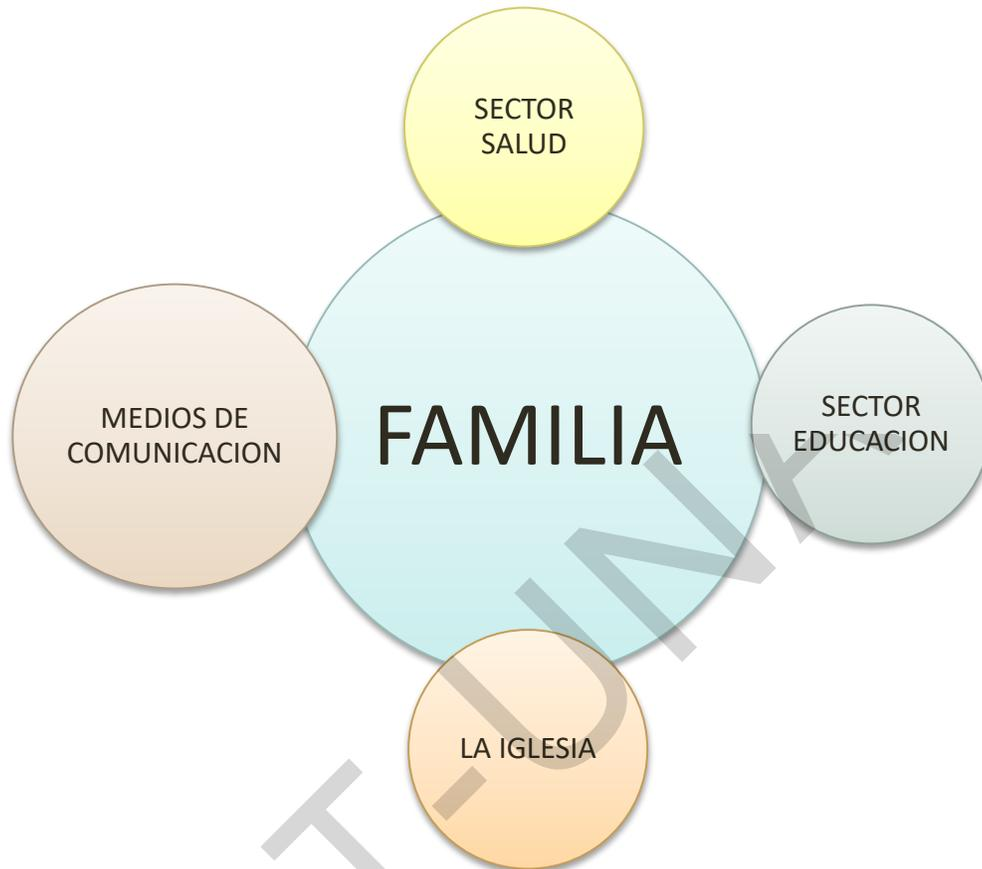 SECTOR
SALUD
MEDIOS DE
COMUNICACION
FAMILIA
SECTOR
EDUCACION
LA IGLESIA